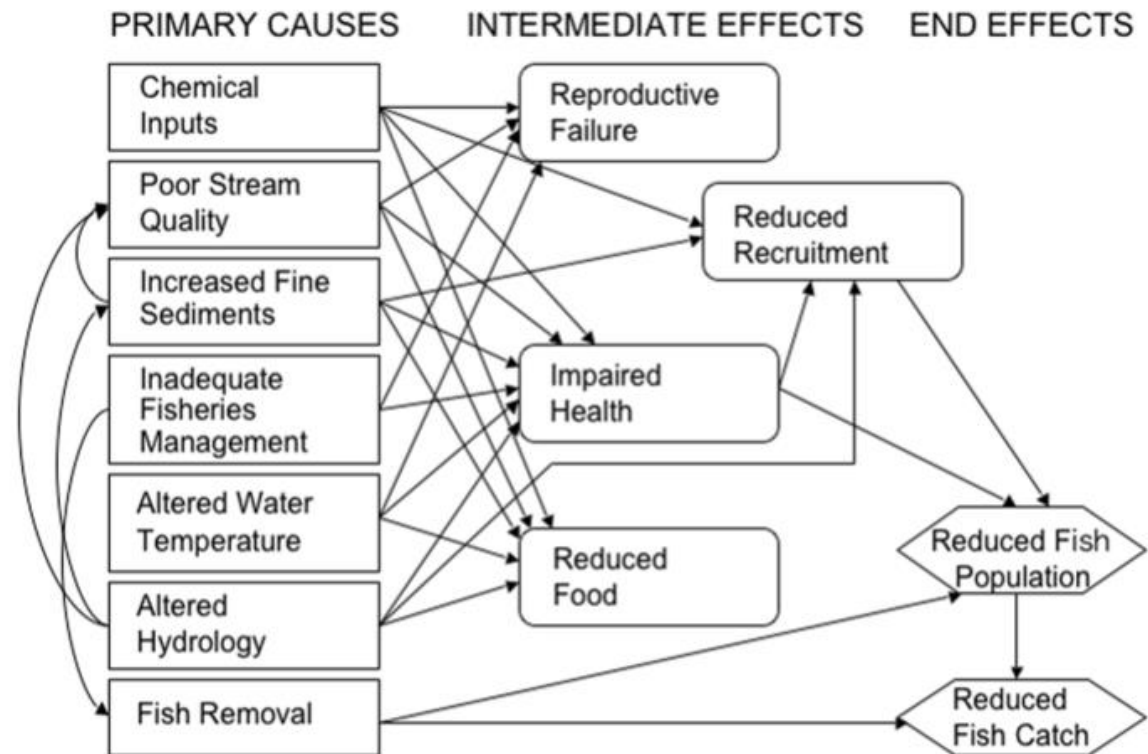 PRIMARY CAUSES
INTERMEDIATE EFFECTS
END EFFECTS
Chemical
Inputs
Poor Stream
Quality
Increased Fine
Sediments
Inadequate
Fisheries
Management
Altered Water
Temperature
Altered
Hydrology
Fish Removal
Reproductive
Failure
Reduced
Recruitment
Impaired
Health
Reduced
Food
Reduced Fish
Population
Reduced
Fish Catch